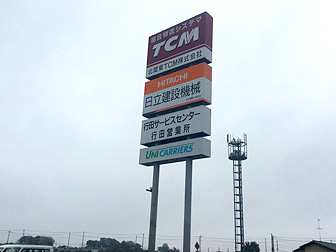 総合物流システム
TCM
北関東TCM株式会社
HITACHI
日立建設機械
行田サービスセンター
行田営業所
UNICARRIERS